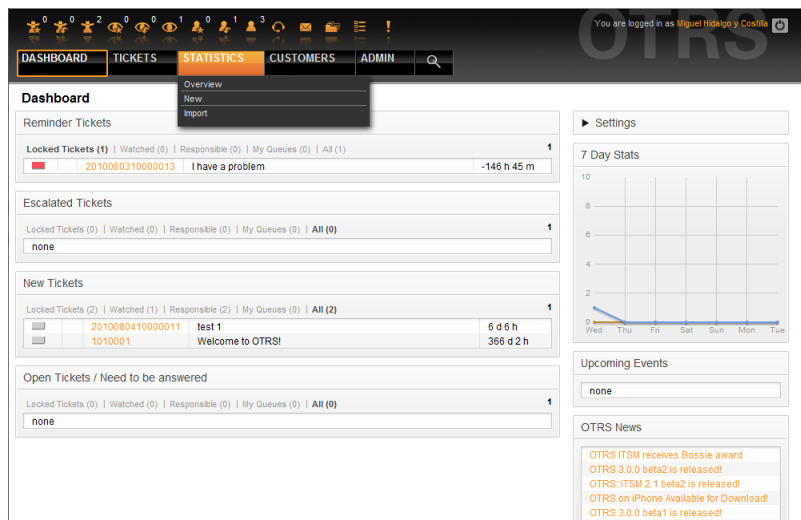 0 0 2 0 0 1 0 1 3
You are logged in as Miguel Hidalgo y Costilla
OTRS
DASHBOARD TICKETS STATISTICS CUSTOMERS ADMIN
Overview
New
Import
Dashboard
Reminder Tickets
Locked Tickets (1) | Watched (0) | Responsible (0) | My Queues (0) | All (1) 1
2010080310000013 I have a problem -146 h 45 m
Escalated Tickets
Locked Tickets (0) | Watched (0) | Responsible (0) | My Queues (0) | All (0) 1
none
New Tickets
Locked Tickets (2) | Watched (1) | Responsible (2) | My Queues (0) | All (2) 1
2010080410000011 test 1 6 d 6 h
1010001 Welcome to OTRS! 366 d 2 h
Open Tickets / Need to be answered
Locked Tickets (0) | Watched (0) | Responsible (0) | My Queues (0) | All (0) 1
none
Settings
7 Day Stats
10
8
6
4
2
0
Wed Thu Fri Sat Sun Mon Tue
Upcoming Events
none
OTRS News
OTRS ITSM receives Bossie award
OTRS 3.0.0 beta2 is released!
OTRS::ITSM 2.1 beta2 is released!
OTRS on iPhone Available for Download!
OTRS 3.0.0 beta1 is released!